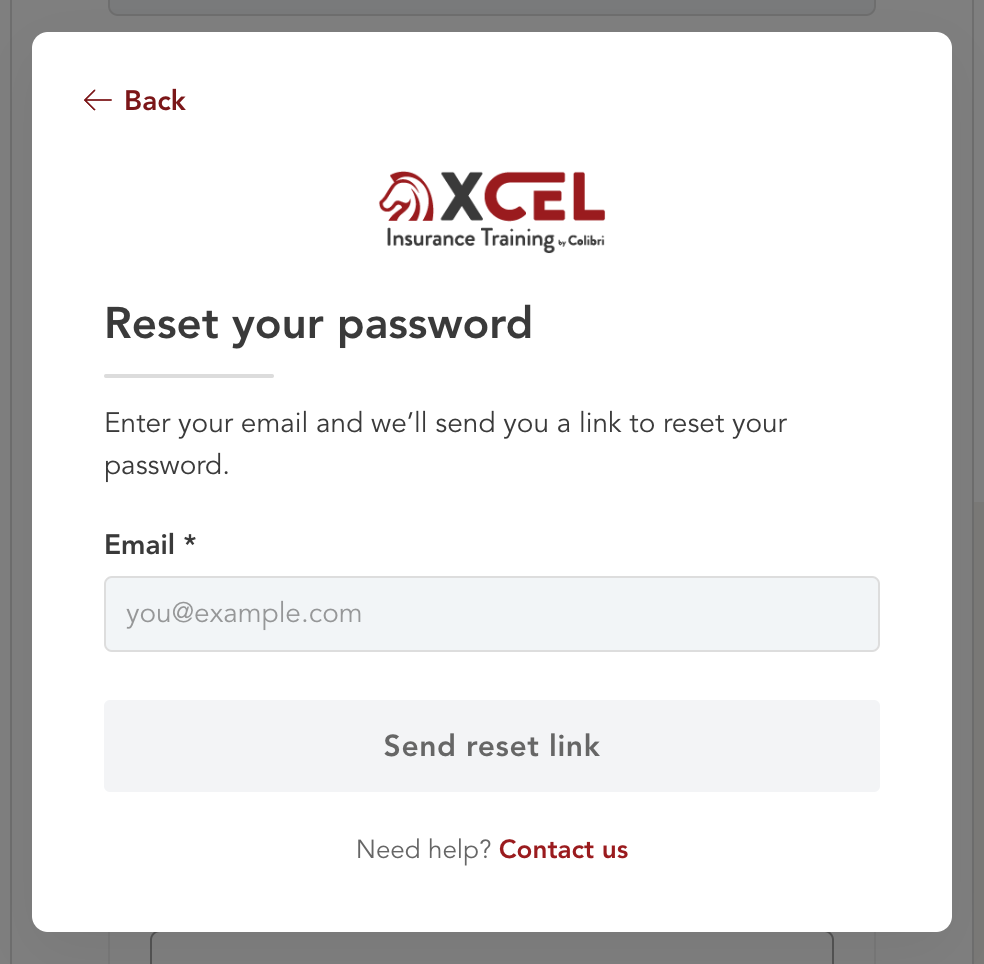 Back
XCEL
Insurance Training by Colibri
Reset your password
Enter your email and we’ll send you a link to reset your
password.
Email *
you@example.com
Send reset link
Need help? Contact us